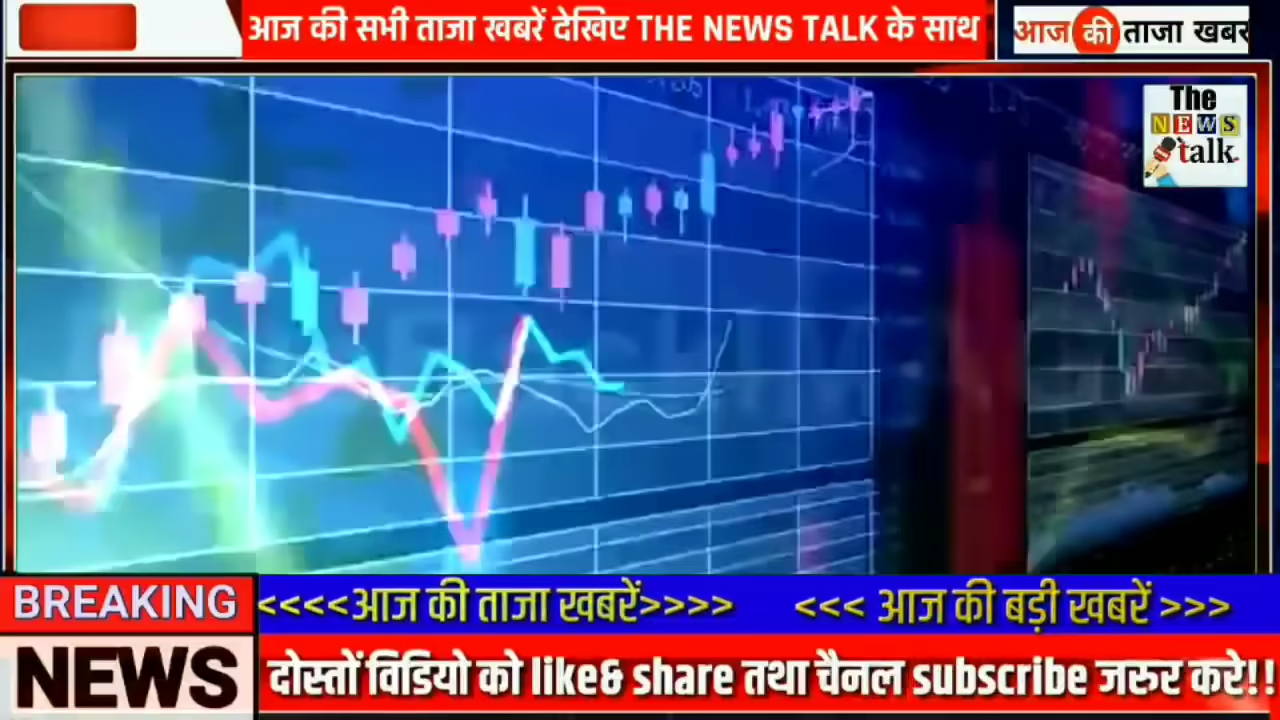 आज की सभी ताजा खबरें देखिए THE NEWS TALK के साथ
आज की ताजा खबर
The
NEWS
talk
BREAKING
NEWS
<<<<आज की ताजा खबरें>>>> <<< आज की बड़ी खबरें >>>
दोस्तों विडियो को like& share तथा चैनल subscribe जरुर करे!!